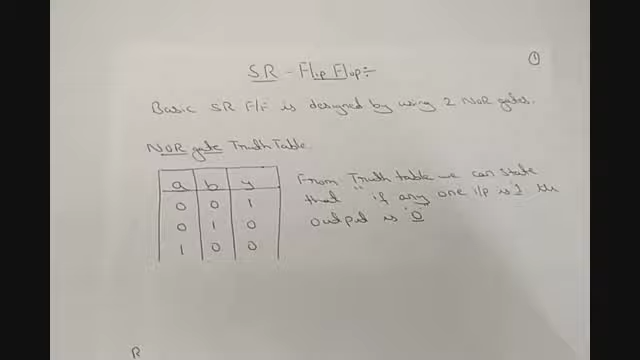 ①
SR - Flip Flop:-
Basic SR F/F is designed by using 2 NOR gates.
NOR gate Truth Table
a b y
0 0 1
0 1 0
1 0 0
From Truth table we can state
that " if any one i/p is 1 th
output is "0"
R